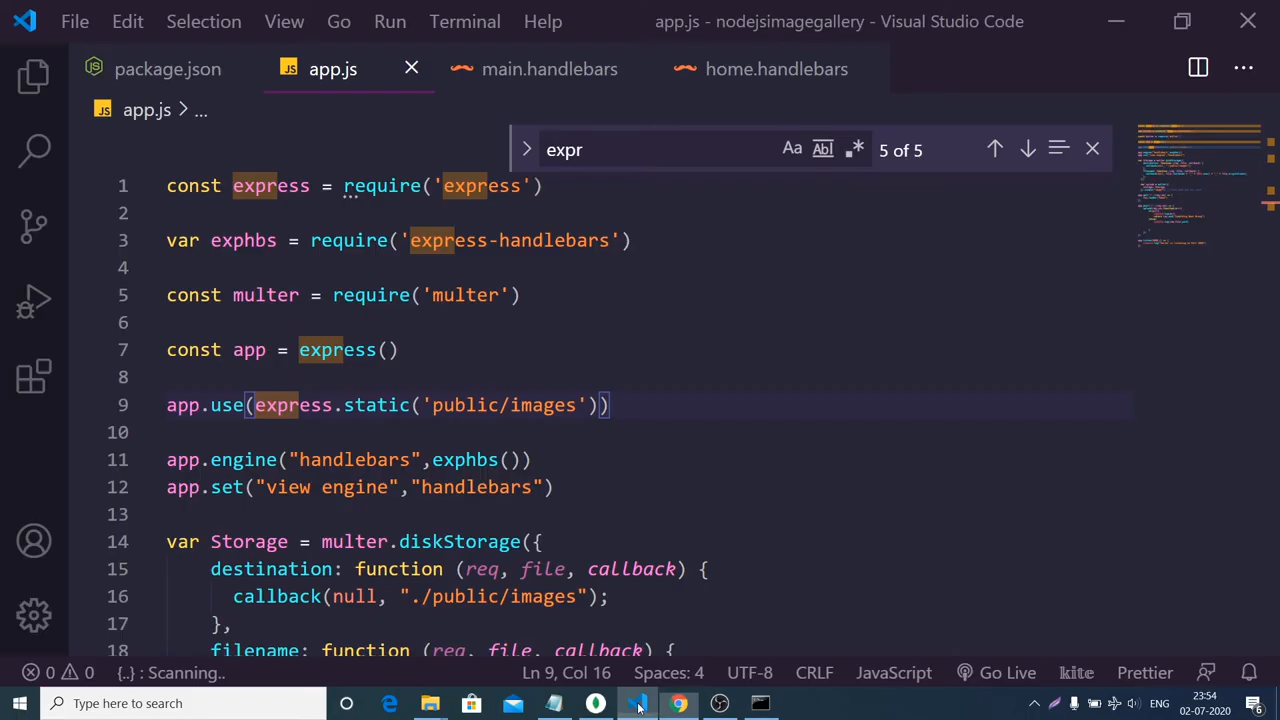 File Edit Selection View Go Run Terminal Help app.js - nodejsimagegallery - Visual Studio Code
package.json JS app.js main.handlebars home.handlebars
JS app.js > ...
expr Aa Abl .* 5 of 5
1 const express = require('express')
2
3 var exphbs = require('express-handlebars')
4
5 const multer = require('multer')
6
7 const app = express()
8
9 app.use(express.static('public/images'))
10
11 app.engine("handlebars",exphbs())
12 app.set("view engine","handlebars")
13
14 var Storage = multer.diskStorage({
15 destination: function (req, file, callback) {
16 callback(null, "./public/images");
17 },
18 filename: function (req, file, callback) {
0 0 {..} : Scanning.. Ln 9, Col 16 Spaces: 4 UTF-8 CRLF JavaScript Go Live kite Prettier
Type here to search ENG 23:54
02-07-2020 6